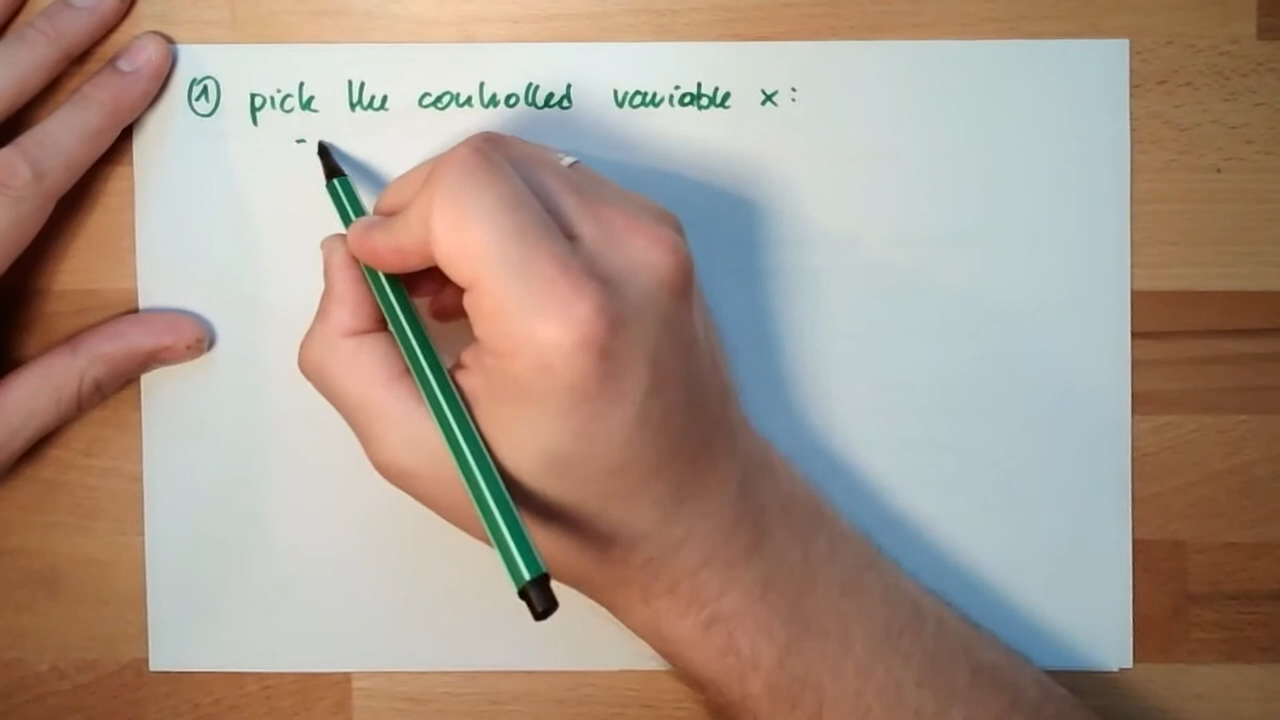 ① pick the controlled variable x:
-